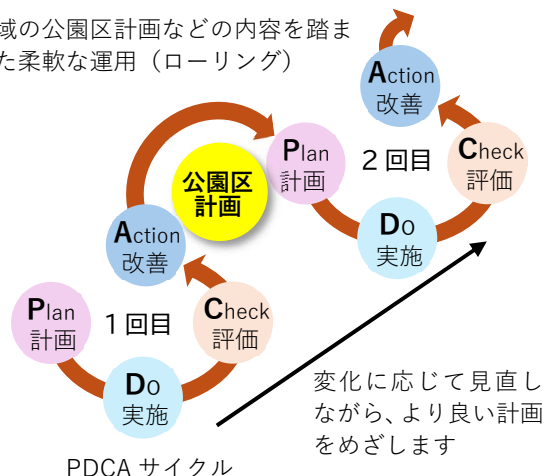 域の公園区計画などの内容を踏ま
た柔軟な運用（ローリング）
Action
改善
Plan
計画
2回目
Check
評価
Do
実施
公園区
計画
Action
改善
Plan
計画
1回目
Check
評価
Do
実施
変化に応じて見直し
ながら、より良い計画
をめざします
PDCA サイクル